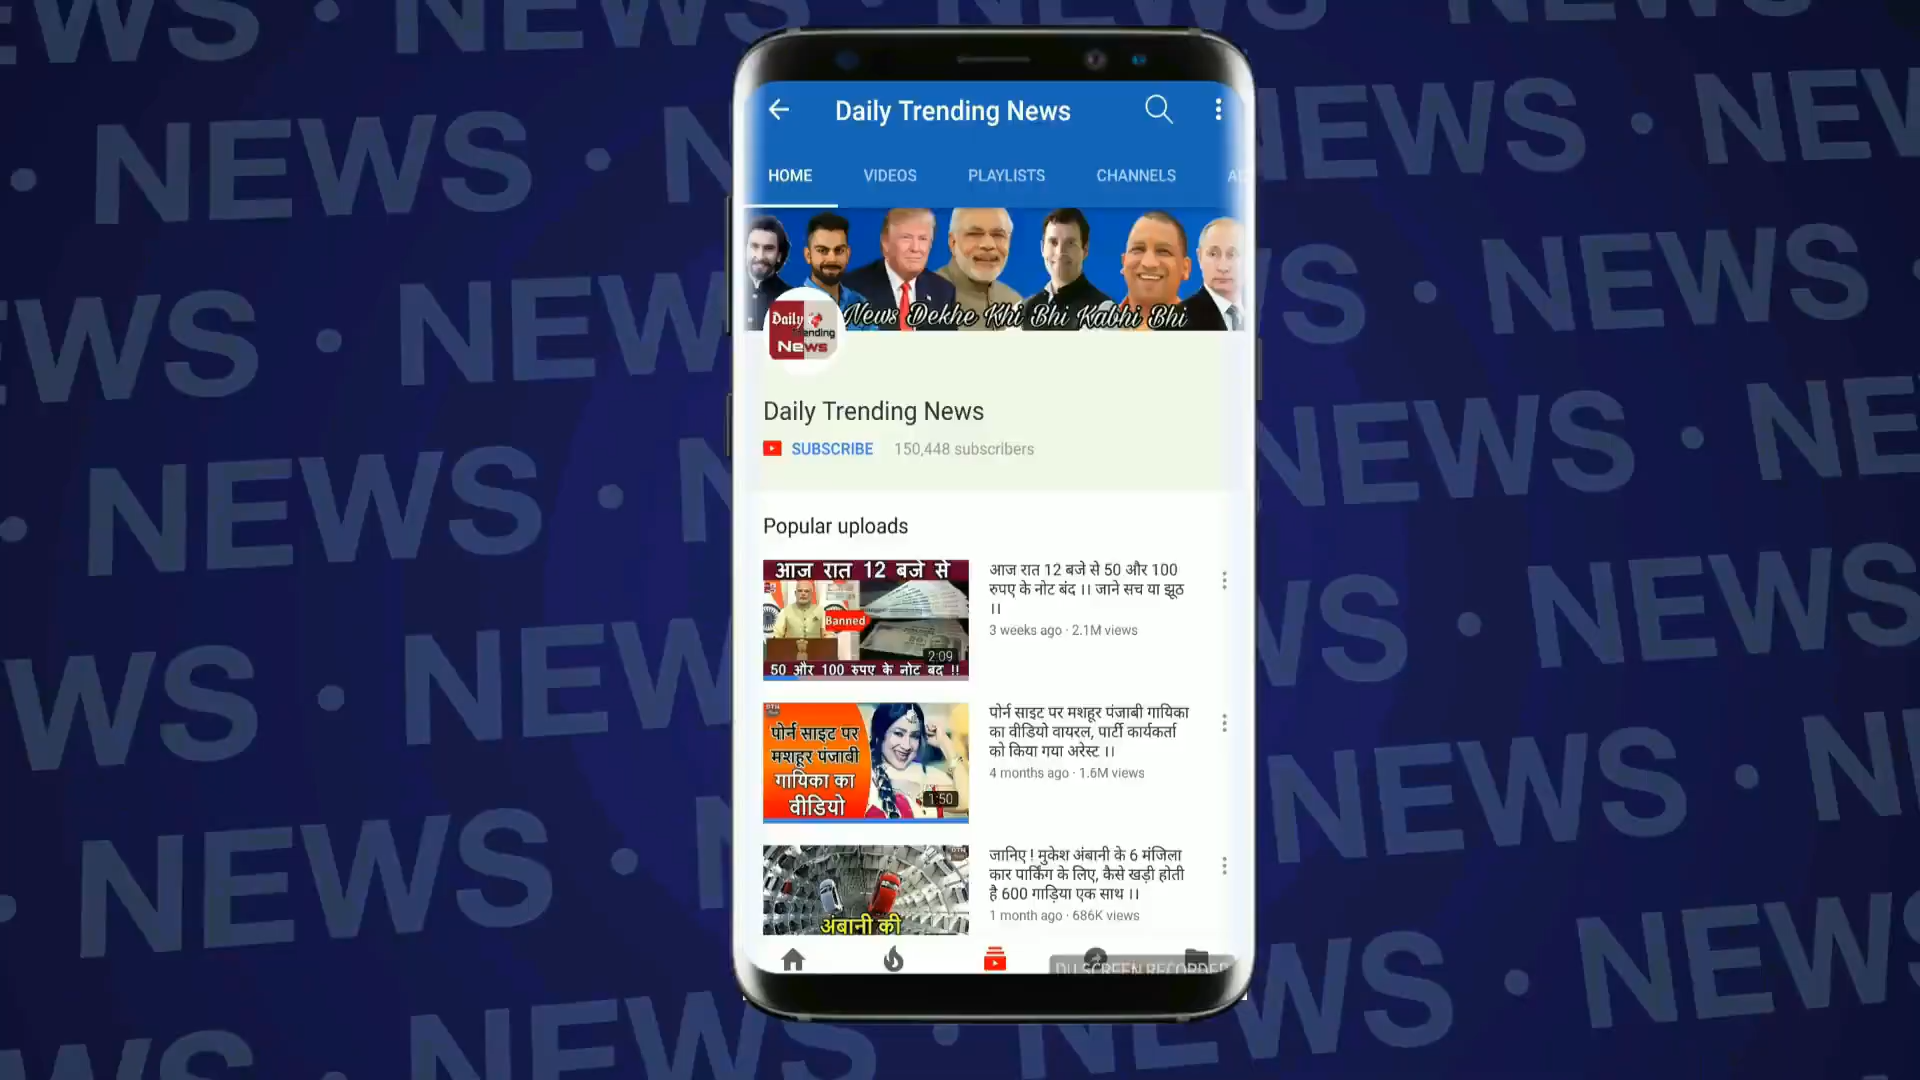 Daily Trending News
HOME
VIDEOS
PLAYLISTS
CHANNELS
News Dekhe Khi Bhi Kabhi Bhi
Daily
Trending
News
Daily Trending News
SUBSCRIBE
150,448 subscribers
Popular uploads
आज रात 12 बजे से
Banned
2:09
50 और 100 रुपए के नोट बंद !!
आज रात 12 बजे से 50 और 100
रुपए के नोट बंद ।। जाने सच या झूठ
।।
3 weeks ago · 2.1M views
पोर्न साइट पर
मशहूर पंजाबी
गायिका का
वीडियो
1:50
पोर्न साइट पर मशहूर पंजाबी गायिका
का वीडियो वायरल, पार्टी कार्यकर्ता
को किया गया अरेस्ट ।।
4 months ago · 1.6M views
अंबानी की
जानिए ! मुकेश अंबानी के 6 मंजिला
कार पार्किंग के लिए, कैसे खड़ी होती
है 600 गाड़िया एक साथ ।।
1 month ago · 686K views
DU SCREEN RECORDER
NEWS · NEWS · NEWS